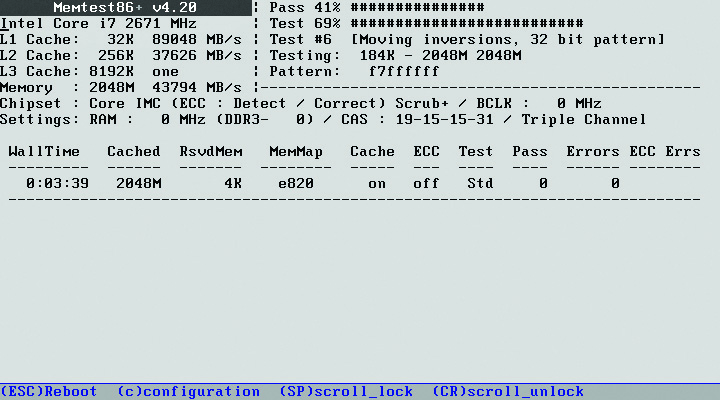 Memtest86+ v4.20 | Pass 41% ###############
Intel Core i7 2671 MHz | Test 69% ##########################
L1 Cache: 32K 89048 MB/s | Test #6 [Moving inversions, 32 bit pattern]
L2 Cache: 256K 37626 MB/s | Testing: 184K - 2048M 2048M
L3 Cache: 8192K one | Pattern: f7ffffff
Memory : 2048M 43794 MB/s |-------------------------------------------------
Chipset : Core IMC (ECC : Detect / Correct) Scrub+ / BCLK : 0 MHz
Settings: RAM : 0 MHz (DDR3- 0) / CAS : 19-15-15-31 / Triple Channel
WallTime Cached RsvdMem MemMap Cache ECC Test Pass Errors ECC Errs
--------- ------ ------- -------- ----- --- ---- ---- ------ --------
0:03:39 2048M 4K e820 on off Std 0 0
-----------------------------------------------------------------------------
(ESC)Reboot (c)configuration (SP)scroll_lock (CR)scroll_unlock